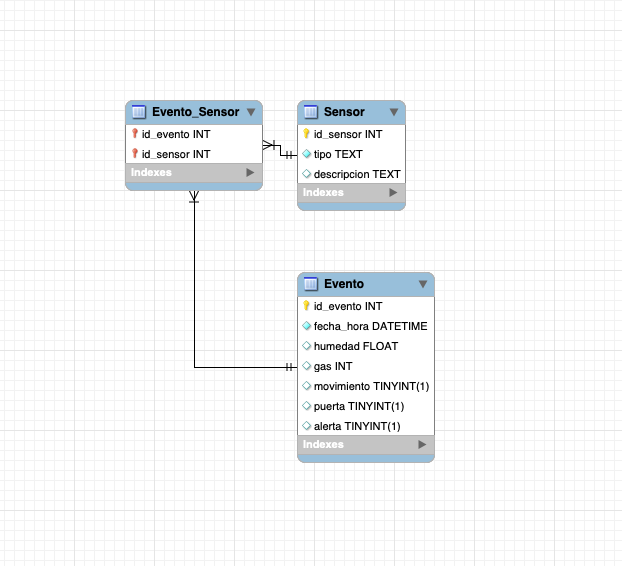 Evento_Sensor
id_evento INT
id_sensor INT
Indexes
Sensor
id_sensor INT
tipo TEXT
descripcion TEXT
Indexes
Evento
id_evento INT
fecha_hora DATETIME
humedad FLOAT
gas INT
movimiento TINYINT(1)
puerta TINYINT(1)
alerta TINYINT(1)
Indexes